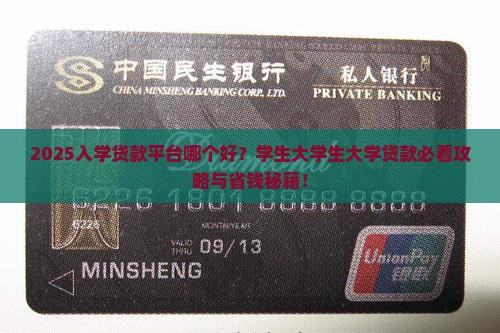 中国民生银行
CHINA MINSHENG BANKING CORP., LTD.
私人银行
PRIVATE BANKING
2025入学贷款平台哪个好？学生大学生大学贷款必看攻
略与省钱秘籍！
Diamond
6226 1801 8888 8888
6226
MONTH/YEAR
VALID
THRU
09/13
MINSHENG
UnionPay
银联